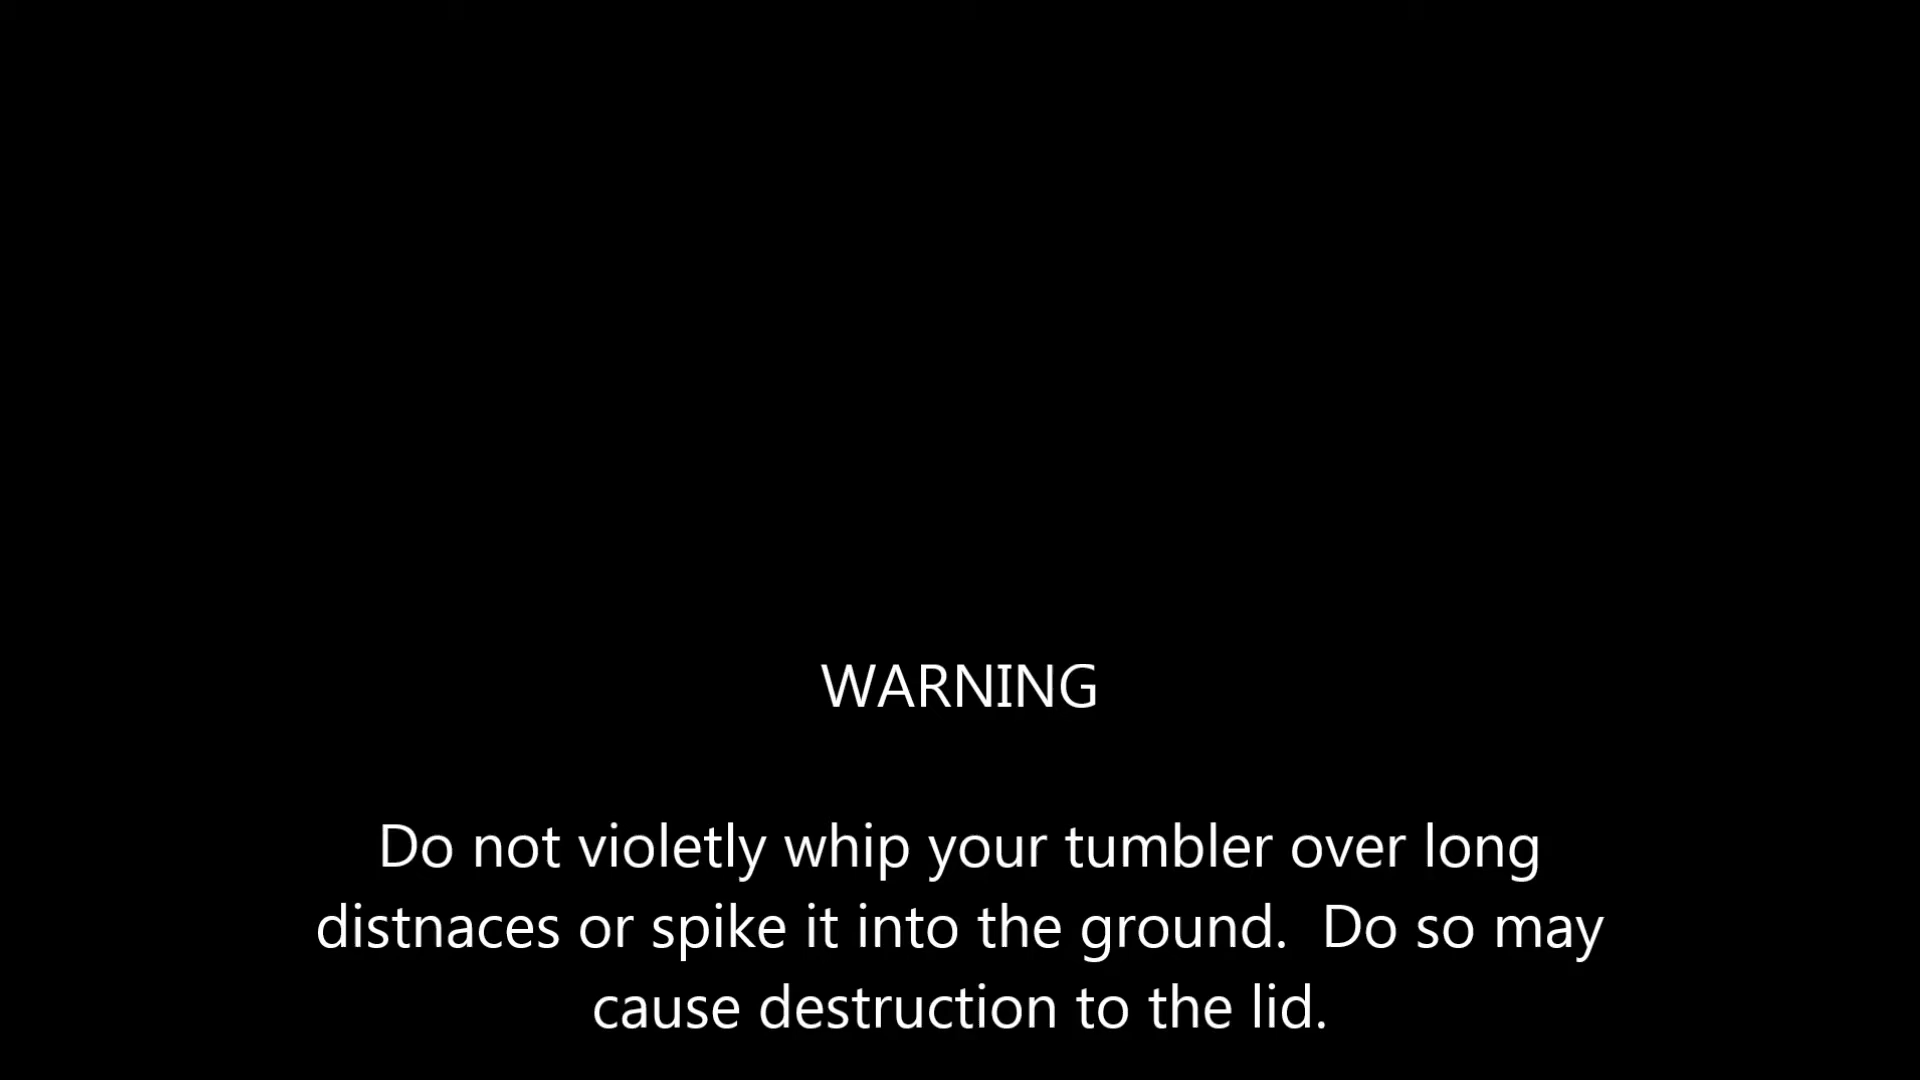 WARNING
Do not violetly whip your tumbler over long
distnaces or spike it into the ground.  Do so may
cause destruction to the lid.